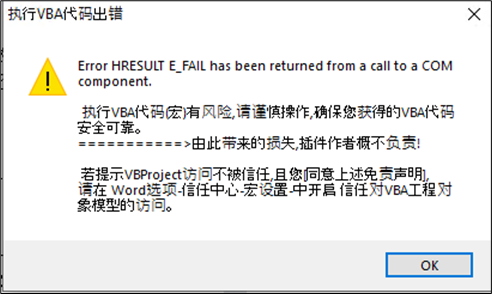 执行VBA代码出错
Error HRESULT E_FAIL has been returned from a call to a COM
component.
执行VBA代码(宏)有风险,请谨慎操作,确保您获得的VBA代码
安全可靠。
===========>由此带来的损失,插件作者概不负责!
若提示VBProject访问不被信任,且您[同意上述免责声明],
请在 Word选项-信任中心-宏设置-中开启 信任对VBA工程对
象模型的访问。
OK